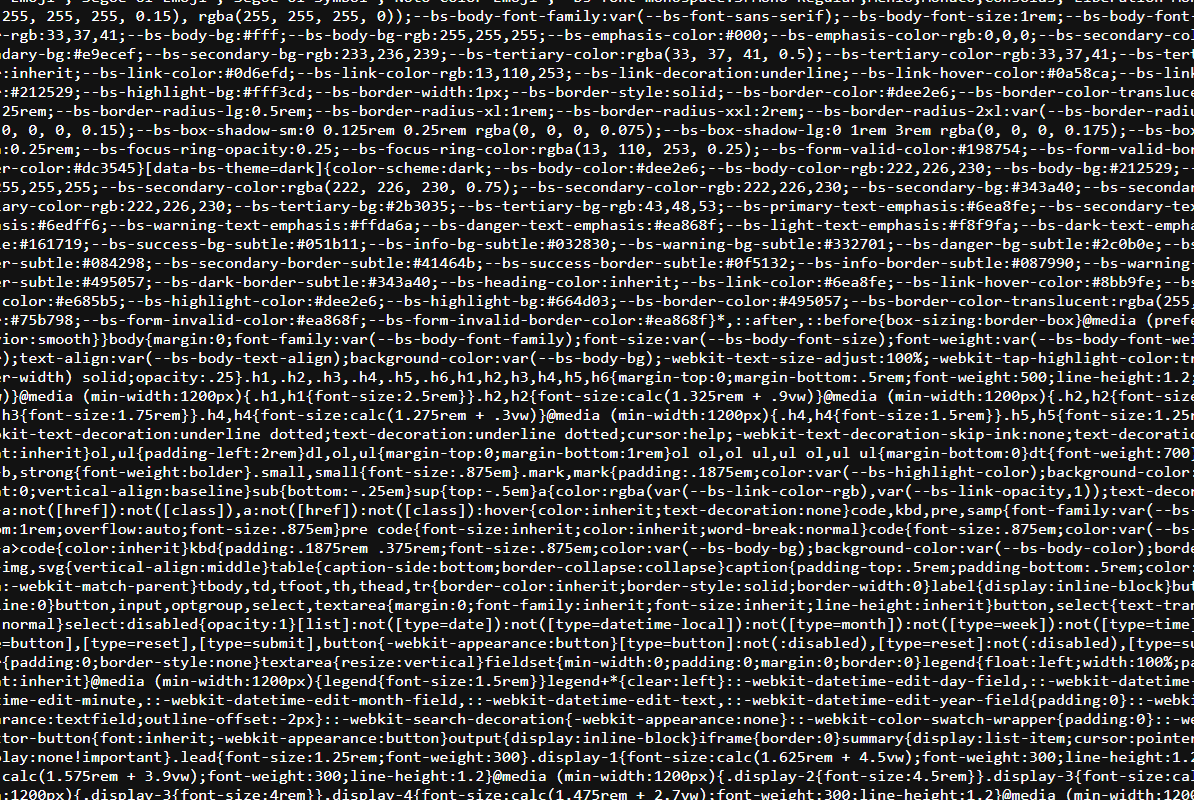 255, 255, 255, 0.15), rgba(255, 255, 255, 0));--bs-body-font-family:var(--bs-font-sans-serif);--bs-body-font-size:1rem;--bs-body-font-
-rgb:33,37,41;--bs-body-bg:#fff;--bs-body-bg-rgb:255,255,255;--bs-emphasis-color:#000;--bs-emphasis-color-rgb:0,0,0;--bs-secondary-co
dary-bg:#e9ecef;--bs-secondary-bg-rgb:233,236,239;--bs-tertiary-color:rgba(33, 37, 41, 0.5);--bs-tertiary-color-rgb:33,37,41;--bs-te
:inherit;--bs-link-color:#0d6efd;--bs-link-color-rgb:13,110,253;--bs-link-decoration:underline;--bs-link-hover-color:#0a58ca;--bs-lin
:#212529;--bs-highlight-bg:#fff3cd;--bs-border-width:1px;--bs-border-style:solid;--bs-border-color:#dee2e6;--bs-border-color-transluce
25rem;--bs-border-radius-lg:0.5rem;--bs-border-radius-xl:1rem;--bs-border-radius-xxl:2rem;--bs-border-radius-2xl:var(--bs-border-radiu
0, 0, 0, 0.15);--bs-box-shadow-sm:0 0.125rem 0.25rem rgba(0, 0, 0, 0.075);--bs-box-shadow-lg:0 1rem 3rem rgba(0, 0, 0, 0.175);--bs-box
:0.25rem;--bs-focus-ring-opacity:0.25;--bs-focus-ring-color:rgba(13, 110, 253, 0.25);--bs-form-valid-color:#198754;--bs-form-valid-bor
r-color:#dc3545}[data-bs-theme=dark]{color-scheme:dark;--bs-body-color:#dee2e6;--bs-body-color-rgb:222,226,230;--bs-body-bg:#212529;--
255,255,255;--bs-secondary-color:rgba(222, 226, 230, 0.75);--bs-secondary-color-rgb:222,226,230;--bs-secondary-bg:#343a40;--bs-seconda
iary-color-rgb:222,226,230;--bs-tertiary-bg:#2b3035;--bs-tertiary-bg-rgb:43,48,53;--bs-primary-text-emphasis:#6ea8fe;--bs-secondary-te
sis:#6edff6;--bs-warning-text-emphasis:#ffda6a;--bs-danger-text-emphasis:#ea868f;--bs-light-text-emphasis:#f8f9fa;--bs-dark-text-empha
le:#161719;--bs-success-bg-subtle:#051b11;--bs-info-bg-subtle:#032830;--bs-warning-bg-subtle:#332701;--bs-danger-bg-subtle:#2c0b0e;--b
er-subtle:#084298;--bs-secondary-border-subtle:#41464b;--bs-success-border-subtle:#0f5132;--bs-info-border-subtle:#087990;--bs-warning-
r-subtle:#495057;--bs-dark-border-subtle:#343a40;--bs-heading-color:inherit;--bs-link-color:#6ea8fe;--bs-link-hover-color:#8bb9fe;--bs-
color:#e685b5;--bs-highlight-color:#dee2e6;--bs-highlight-bg:#664d03;--bs-border-color:#495057;--bs-border-color-translucent:rgba(255,
:#75b798;--bs-form-invalid-color:#ea868f;--bs-form-invalid-border-color:#ea868f}*,::after,::before{box-sizing:border-box}@media (pref
vior:smooth}}body{margin:0;font-family:var(--bs-body-font-family);font-size:var(--bs-body-font-size);font-weight:var(--bs-body-font-wei
);text-align:var(--bs-body-text-align);background-color:var(--bs-body-bg);-webkit-text-size-adjust:100%;-webkit-tap-highlight-color:tr
er-width) solid;opacity:.25}.h1,.h2,.h3,.h4,.h5,.h6,h1,h2,h3,h4,h5,h6{margin-top:0;margin-bottom:.5rem;font-weight:500;line-height:1.2;
w)}@media (min-width:1200px){.h1,h1{font-size:2.5rem}}.h2,h2{font-size:calc(1.325rem + .9vw)}@media (min-width:1200px){.h2,h2{font-siz
h3{font-size:1.75rem}}.h4,h4{font-size:calc(1.275rem + .3vw)}@media (min-width:1200px){.h4,h4{font-size:1.5rem}}.h5,h5{font-size:1.25r
bkit-text-decoration:underline dotted;text-decoration:underline dotted;cursor:help;-webkit-text-decoration-skip-ink:none;text-decoratio
ht:inherit}ol,ul{padding-left:2rem}dl,ol,ul{margin-top:0;margin-bottom:1rem}ol ol,ol ul,ul ol,ul ul{margin-bottom:0}dt{font-weight:700}
b,strong{font-weight:bolder}.small,small{font-size:.875em}.mark,mark{padding:.1875em;color:var(--bs-highlight-color);background-color:
ht:0;vertical-align:baseline}sub{bottom:-.25em}sup{top:-.5em}a{color:rgba(var(--bs-link-color-rgb),var(--bs-link-opacity,1));text-decor
a:not([href]):not([class]),a:not([href]):not([class]):hover{color:inherit;text-decoration:none}code,kbd,pre,samp{font-family:var(--bs-
om:1rem;overflow:auto;font-size:.875em}pre code{font-size:inherit;color:inherit;word-break:normal}code{font-size:.875em;color:var(--bs-
a>code{color:inherit}kbd{padding:.1875rem .375rem;font-size:.875em;color:var(--bs-body-bg);background-color:var(--bs-body-color);borde
img,svg{vertical-align:middle}table{caption-side:bottom;border-collapse:collapse}caption{padding-top:.5rem;padding-bottom:.5rem;color:
n:-webkit-match-parent}tbody,td,tfoot,th,thead,tr{border-color:inherit;border-style:solid;border-width:0}label{display:inline-block}but
line:0}button,input,optgroup,select,textarea{margin:0;font-family:inherit;font-size:inherit;line-height:inherit}button,select{text-tran
normal}select:disabled{opacity:1}[list]:not([type=date]):not([type=datetime-local]):not([type=month]):not([type=week]):not([type=time]
=button],[type=reset],[type=submit],button{-webkit-appearance:button}[type=button]:not(:disabled),[type=reset]:not(:disabled),[type=su
{padding:0;border-style:none}textarea{resize:vertical}fieldset{min-width:0;padding:0;margin:0;border:0}legend{float:left;width:100%;pa
t:inherit}@media (min-width:1200px){legend{font-size:1.5rem}}legend+*{clear:left}::-webkit-datetime-edit-day-field,::-webkit-datetime-
time-edit-minute,::-webkit-datetime-edit-month-field,::-webkit-datetime-edit-text,::-webkit-datetime-edit-year-field{padding:0}::-webki
arance:textfield;outline-offset:-2px}::-webkit-search-decoration{-webkit-appearance:none}::-webkit-color-swatch-wrapper{padding:0}::-we
tor-button{font:inherit;-webkit-appearance:button}output{display:inline-block}iframe{border:0}summary{display:list-item;cursor:pointer
play:none!important}.lead{font-size:1.25rem;font-weight:300}.display-1{font-size:calc(1.625rem + 4.5vw);font-weight:300;line-height:1.2
calc(1.575rem + 3.9vw);font-weight:300;line-height:1.2}@media (min-width:1200px){.display-2{font-size:4.5rem}}.display-3{font-size:cal
:1200px){.display-3{font-size:4rem}}.display-4{font-size:calc(1.475rem + 2.7vw);font-weight:300;line-height:1.2}@media (min-width:1200